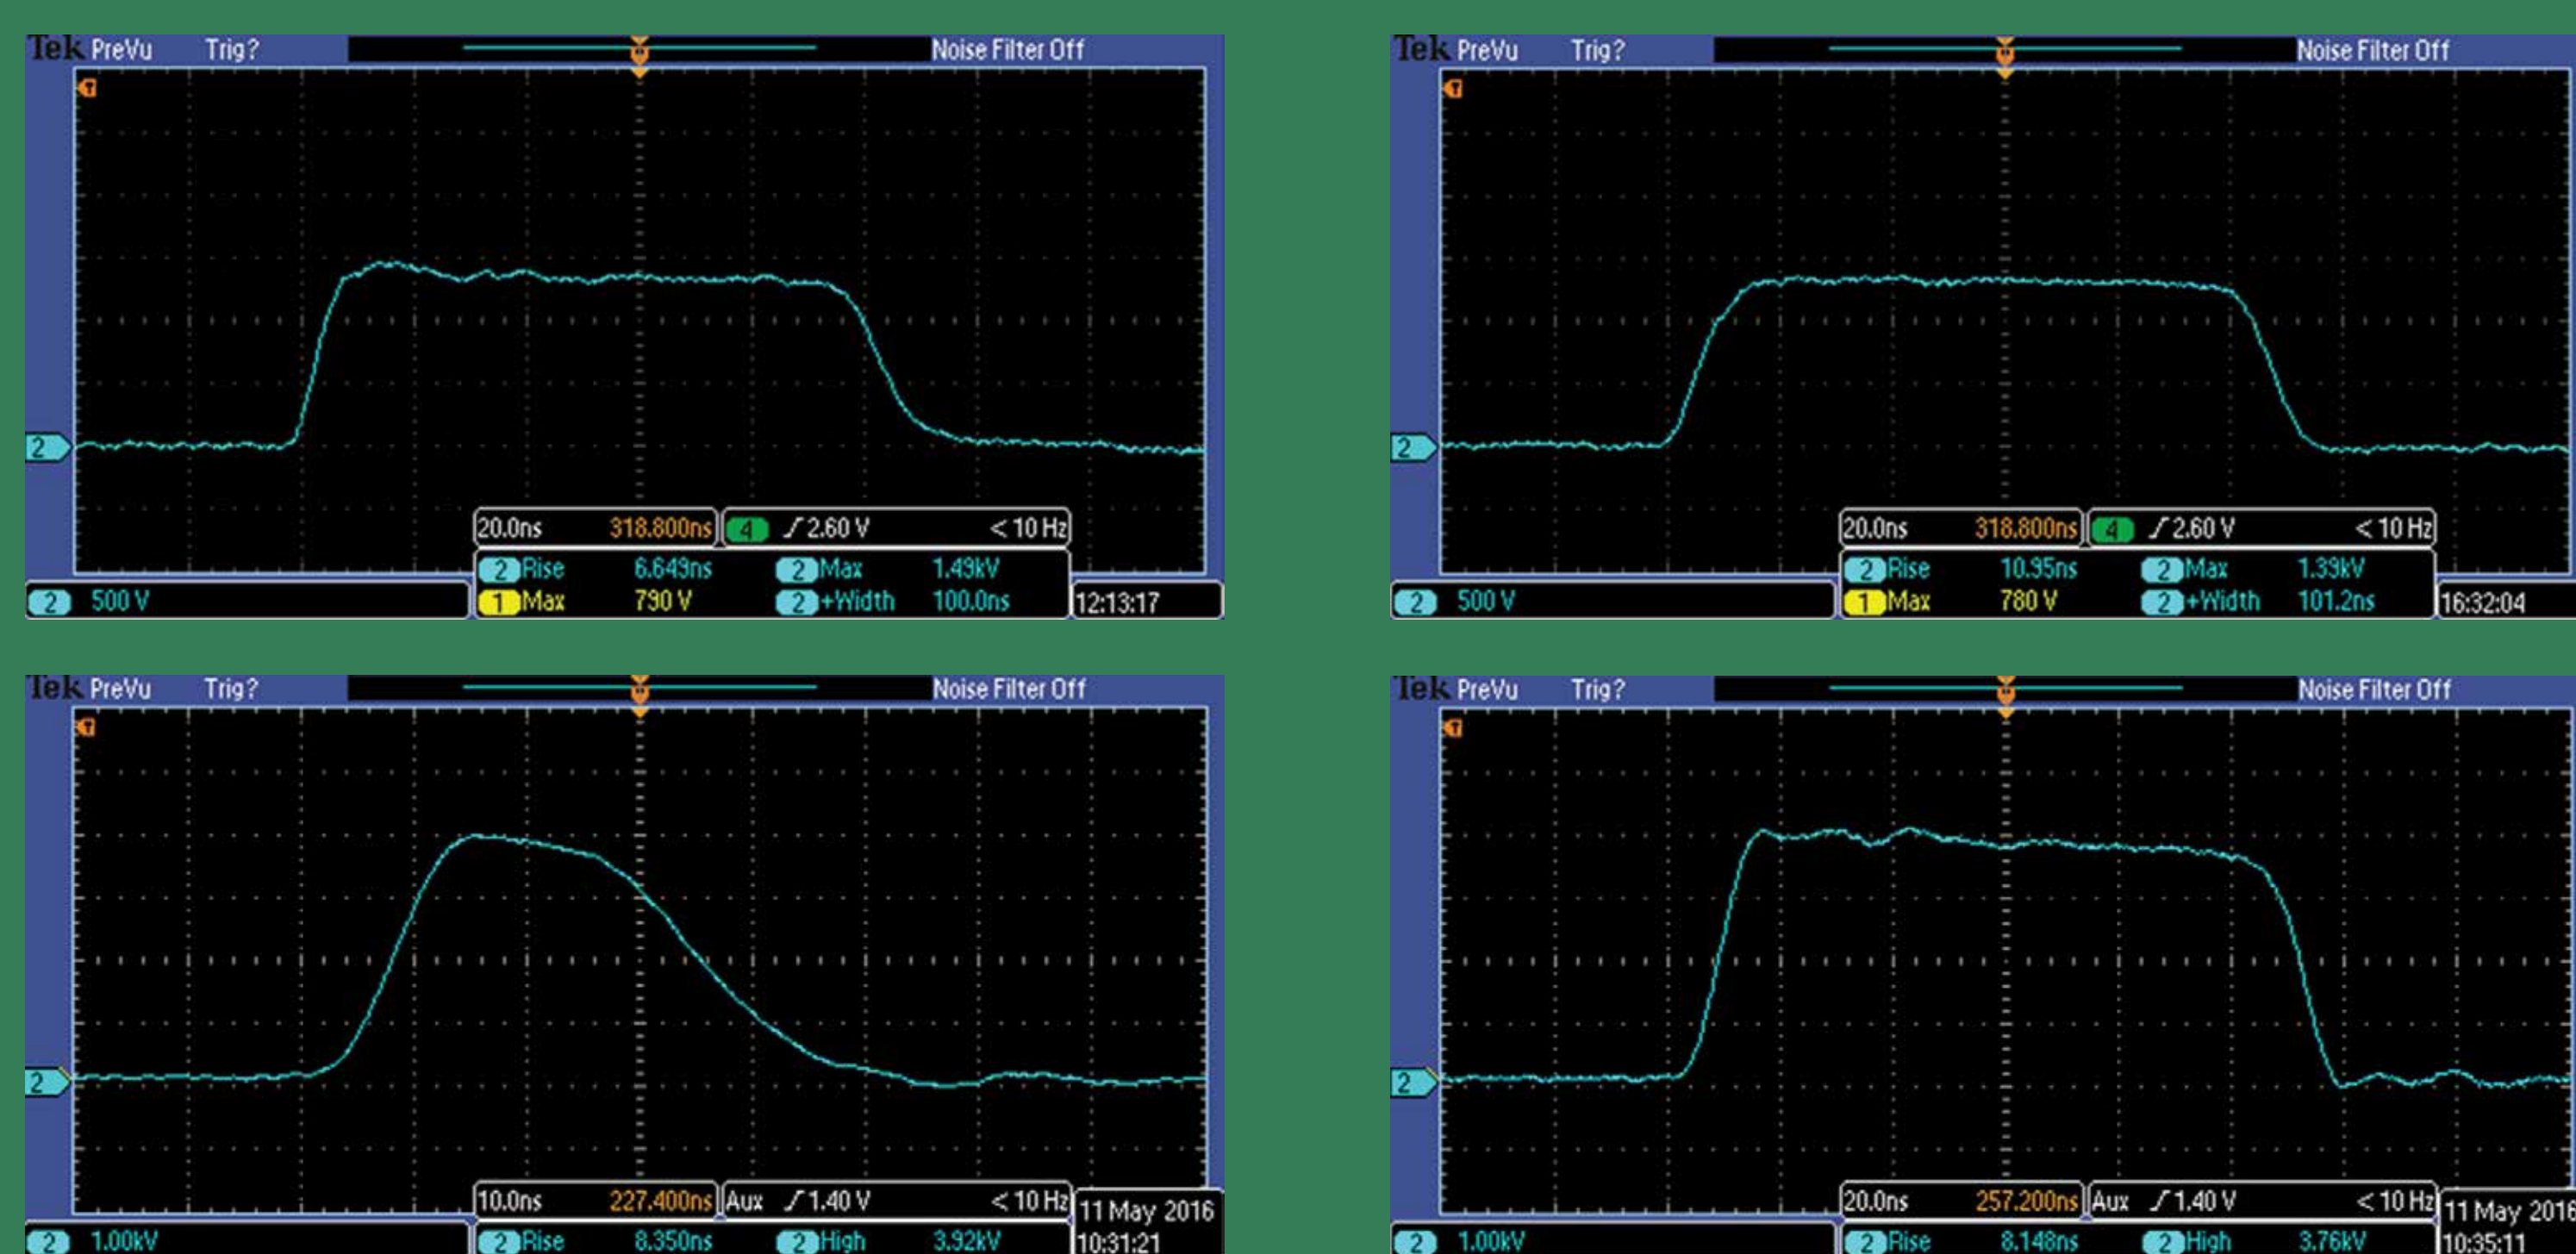 Tek PreVu Trig? Noise Filter Off
T
2
20.0ns 318.800ns 4 2.60 V < 10 Hz
2 Rise 6.649ns 2 Max 1.49kV
2 500 V 1 Max 790 V 2 +Width 100.0ns 12:13:17
Tek PreVu Trig? Noise Filter Off
T
2
20.0ns 318.800ns 4 2.60 V < 10 Hz
2 Rise 10.95ns 2 Max 1.39kV
2 500 V 1 Max 780 V 2 +Width 101.2ns 16:32:04
Tek PreVu Trig? Noise Filter Off
T
2
10.0ns 227.400ns Aux 1.40 V < 10 Hz 11 May 2016
2 1.00kV 2 Rise 8.350ns 2 High 3.92kV 10:31:21
Tek PreVu Trig? Noise Filter Off
T
2
20.0ns 257.200ns Aux 1.40 V < 10 Hz 11 May 2016
2 1.00kV 2 Rise 8.148ns 2 High 3.76kV 10:35:11